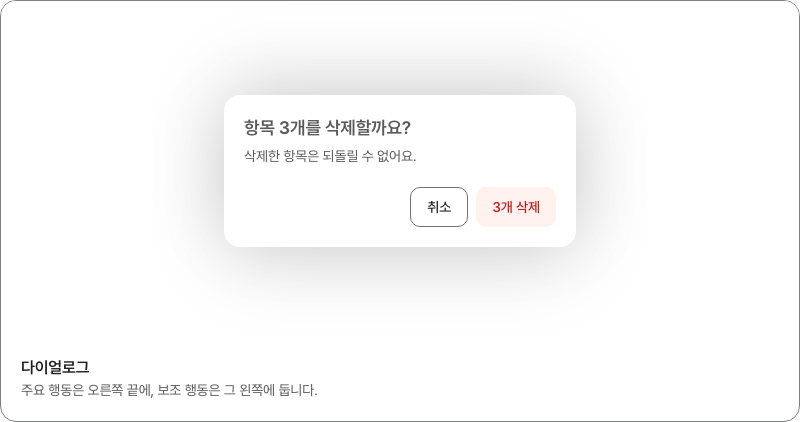 항목 3개를 삭제할까요?
삭제한 항목은 되돌릴 수 없어요.
취소
3개 삭제
다이얼로그
주요 행동은 오른쪽 끝에, 보조 행동은 그 왼쪽에 둡니다.